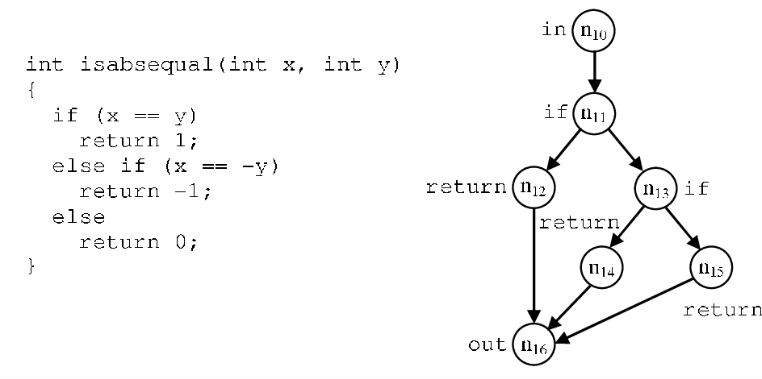 int isabsequal(int x, int y)
{
if (x == y)
return 1;
else if (x == -y)
return -1;
else
return 0;
}
in n10
if n11
return n12
n13 if
return
n14
n15
return
out n16